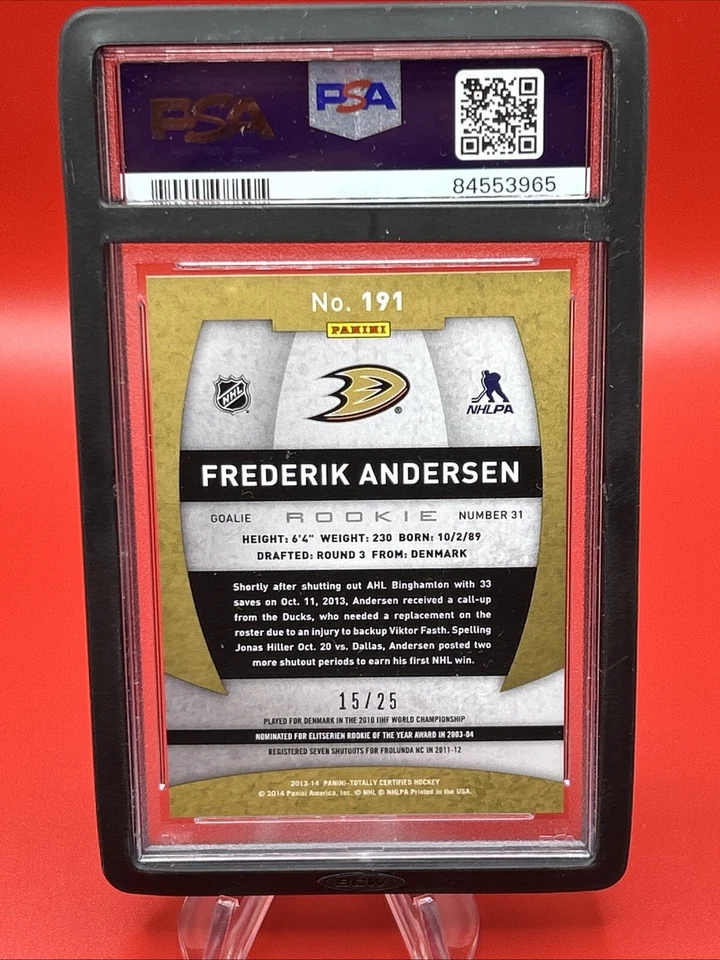 PSA
PSA
84553965
No. 191
PANINI
NHL
®
NHLPA
FREDERIK ANDERSEN
GOALIE ROOKIE NUMBER 31
HEIGHT: 6'4" WEIGHT: 230 BORN: 10/2/89
DRAFTED: ROUND 3 FROM: DENMARK
Shortly after shutting out AHL Binghamton with 33
saves on Oct. 11, 2013, Andersen received a call-up
from the Ducks, who needed a replacement on the
roster due to an injury to backup Viktor Fasth. Spelling
Jonas Hiller Oct. 20 vs. Dallas, Andersen posted two
more shutout periods to earn his first NHL win.
15/25
PLAYED FOR DENMARK IN THE 2010 IIHF WORLD CHAMPIONSHIP
NOMINATED FOR ELITSERIEN ROOKIE OF THE YEAR AWARD IN 2003-04
REGISTERED SEVEN SHUTOUTS FOR FROLUNDA HC IN 2011-12
2013-14 PANINI-TOTALLY CERTIFIED HOCKEY
© 2014 Panini America, Inc. © NHL © NHLPA Printed in the USA.
BCW